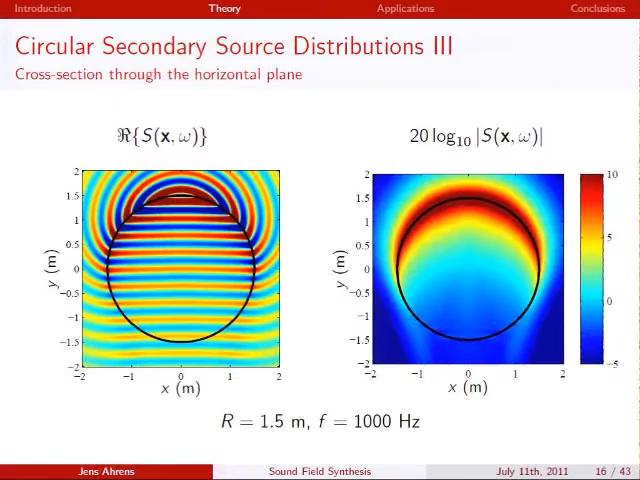 Introduction Theory Applications Conclusions
Circular Secondary Source Distributions III
Cross-section through the horizontal plane
ℜ{S(x, ω)} 20 log₁₀ |S(x, ω)|
2
1.5
1
0.5
0
−0.5
−1
−1.5
−2
y (m)
−2 −1 0 1 2
x (m)
2
1.5
1
0.5
0
−0.5
−1
−1.5
−2
y (m)
−2 −1 0 1 2
x (m)
10
5
0
−5
R = 1.5 m, f = 1000 Hz
Jens Ahrens Sound Field Synthesis July 11th, 2011 16 / 43